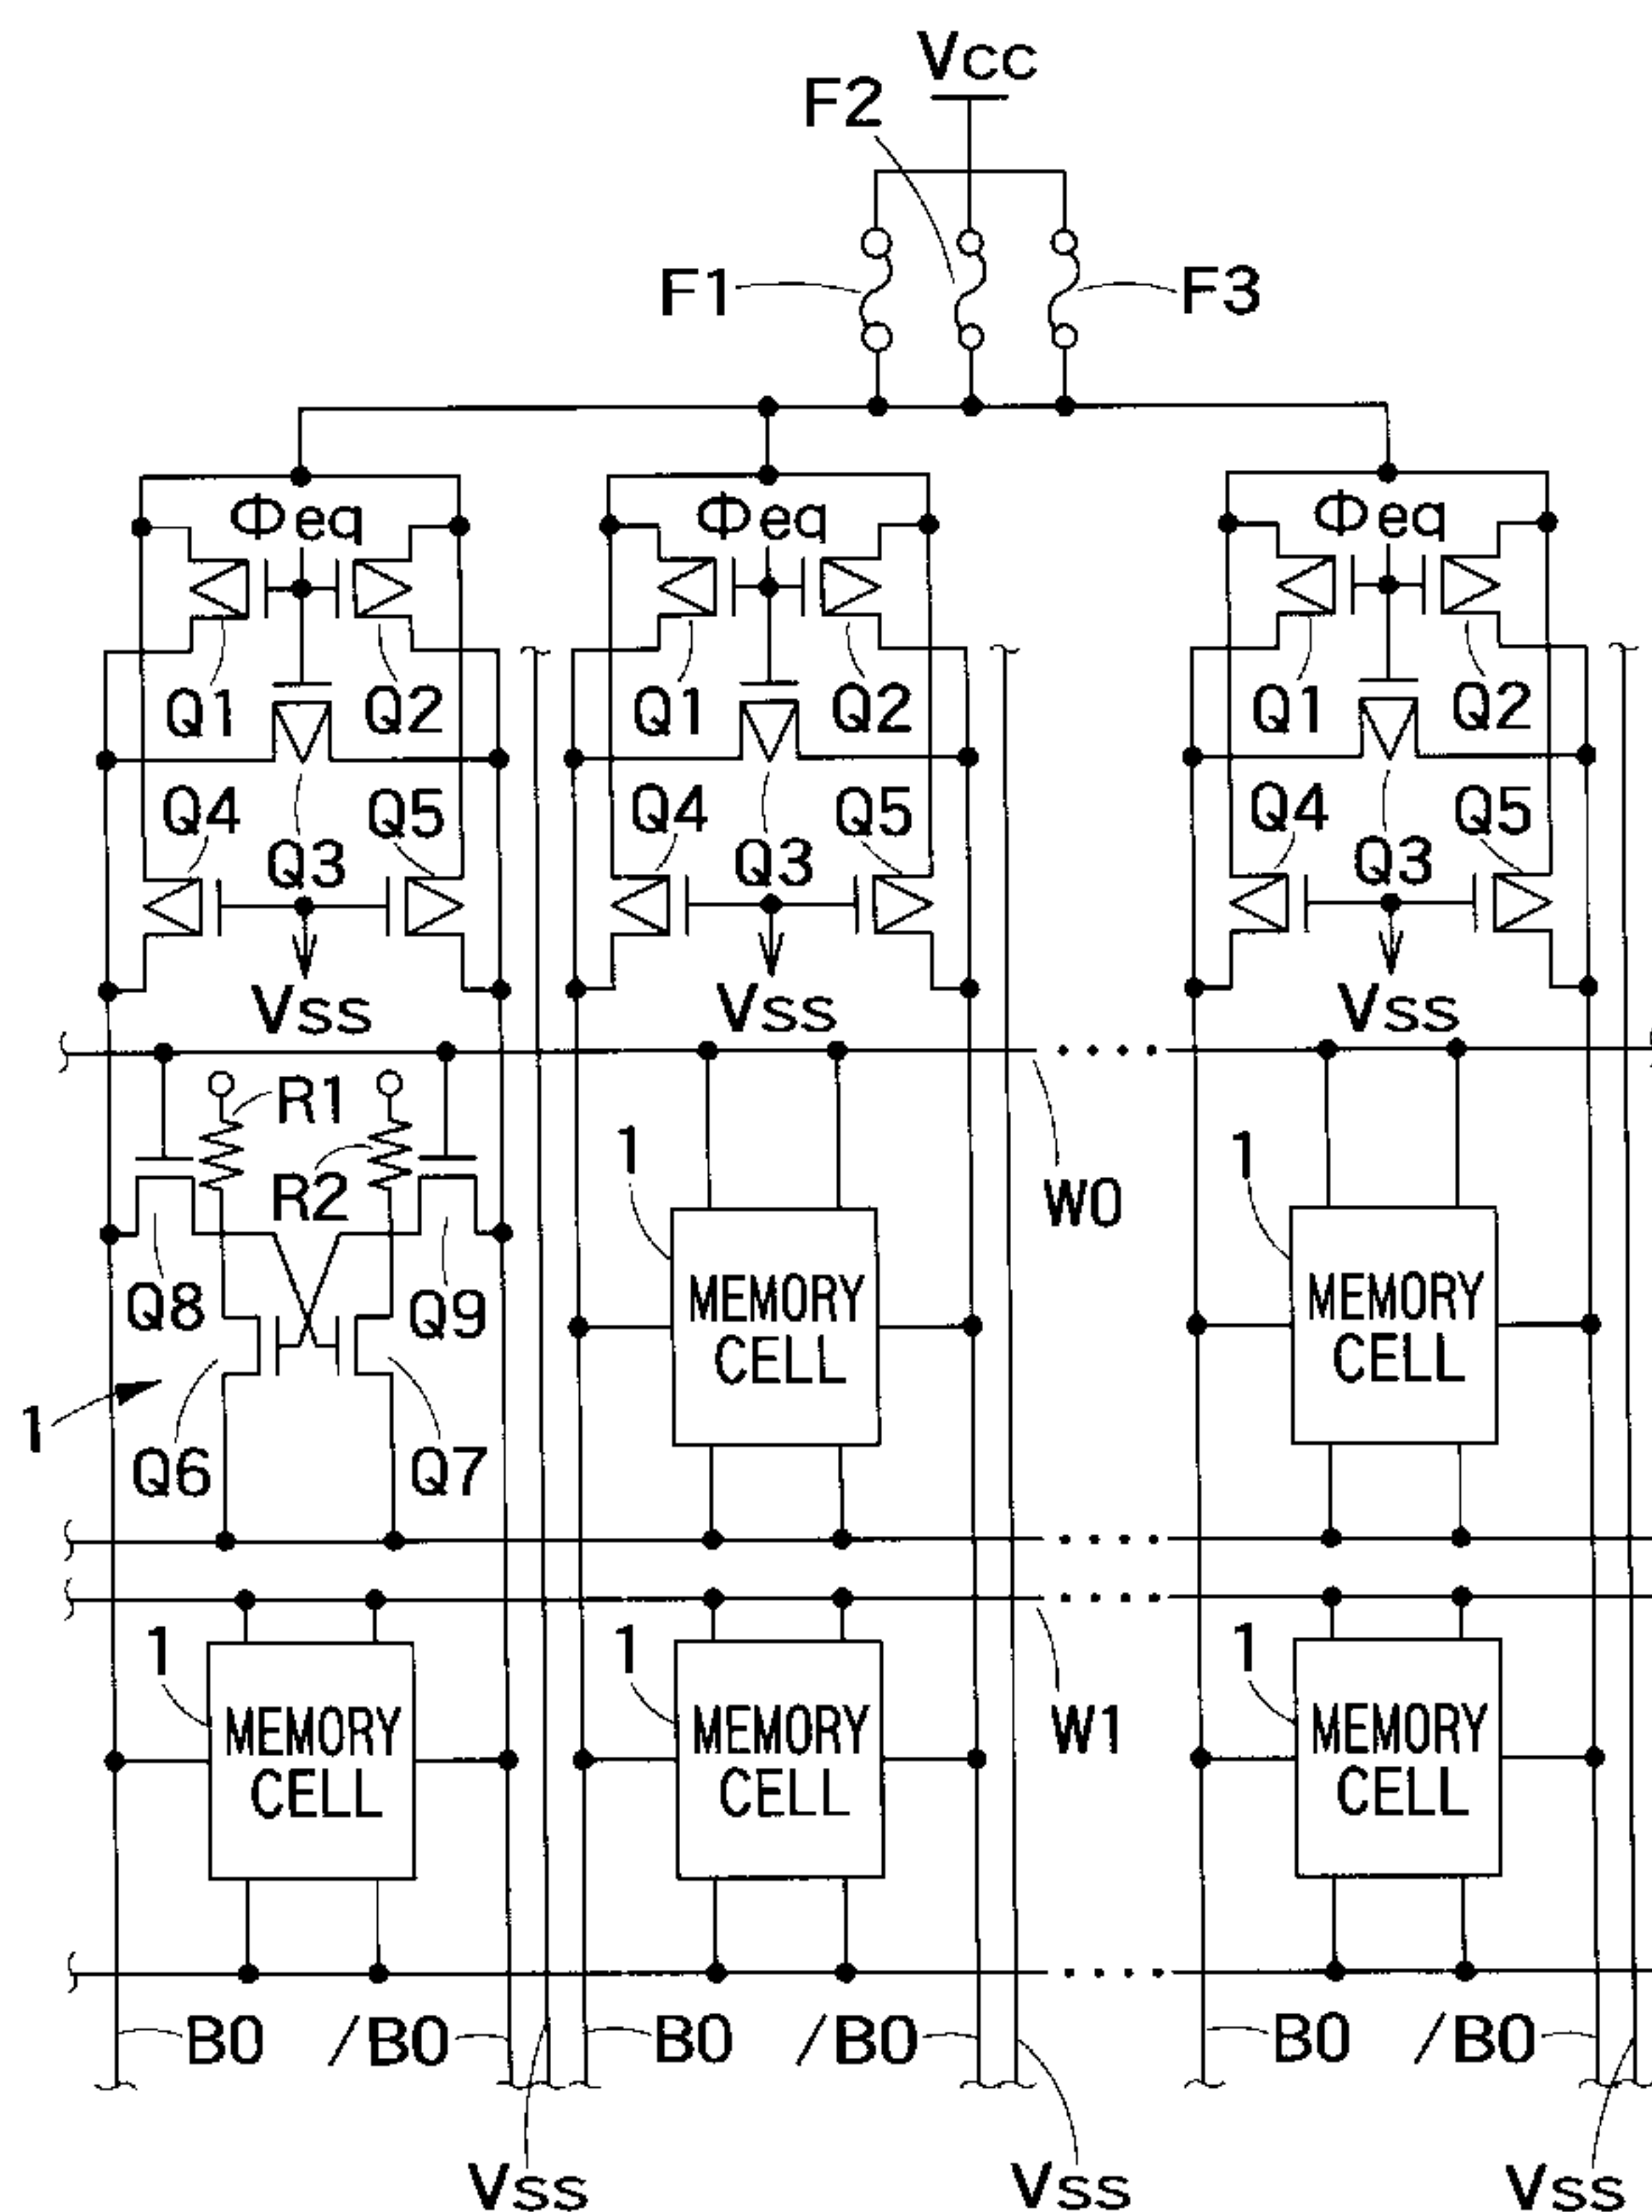 VCC
F2
F1
F3
Φeq Φeq Φeq
Q1 Q2 Q1 Q2 Q1 Q2
Q4 Q5 Q4 Q5 Q4 Q5
Q3 Q3 Q3
VSS VSS VSS
R1
1 1
R2 W0
MEMORY MEMORY
Q8 Q9
CELL CELL
1
Q6 Q7
1 1 1
MEMORY MEMORY W1 MEMORY
CELL CELL CELL
B0 /B0 B0 /B0 B0 /B0
VSS VSS VSS